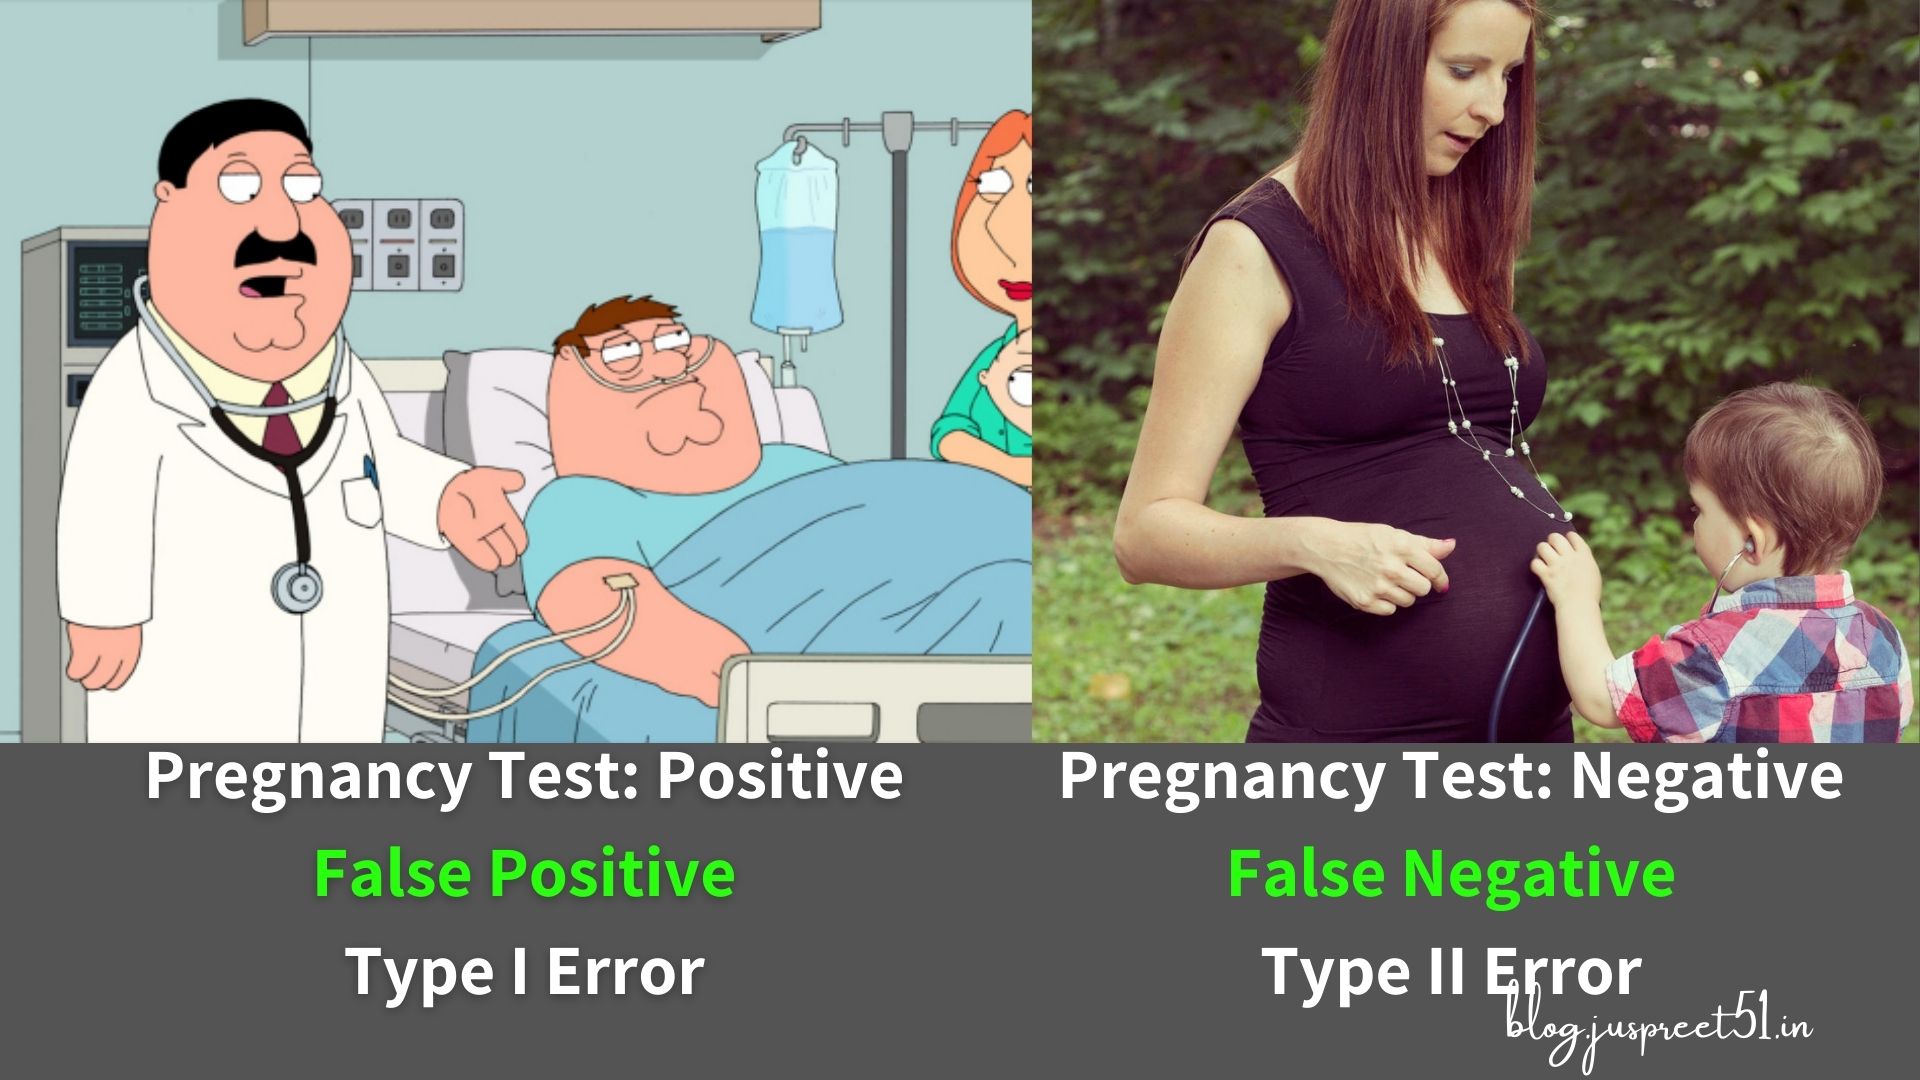 Pregnancy Test: Positive
False Positive
Type I Error
Pregnancy Test: Negative
False Negative
Type II Error
blog.juspreet51.in